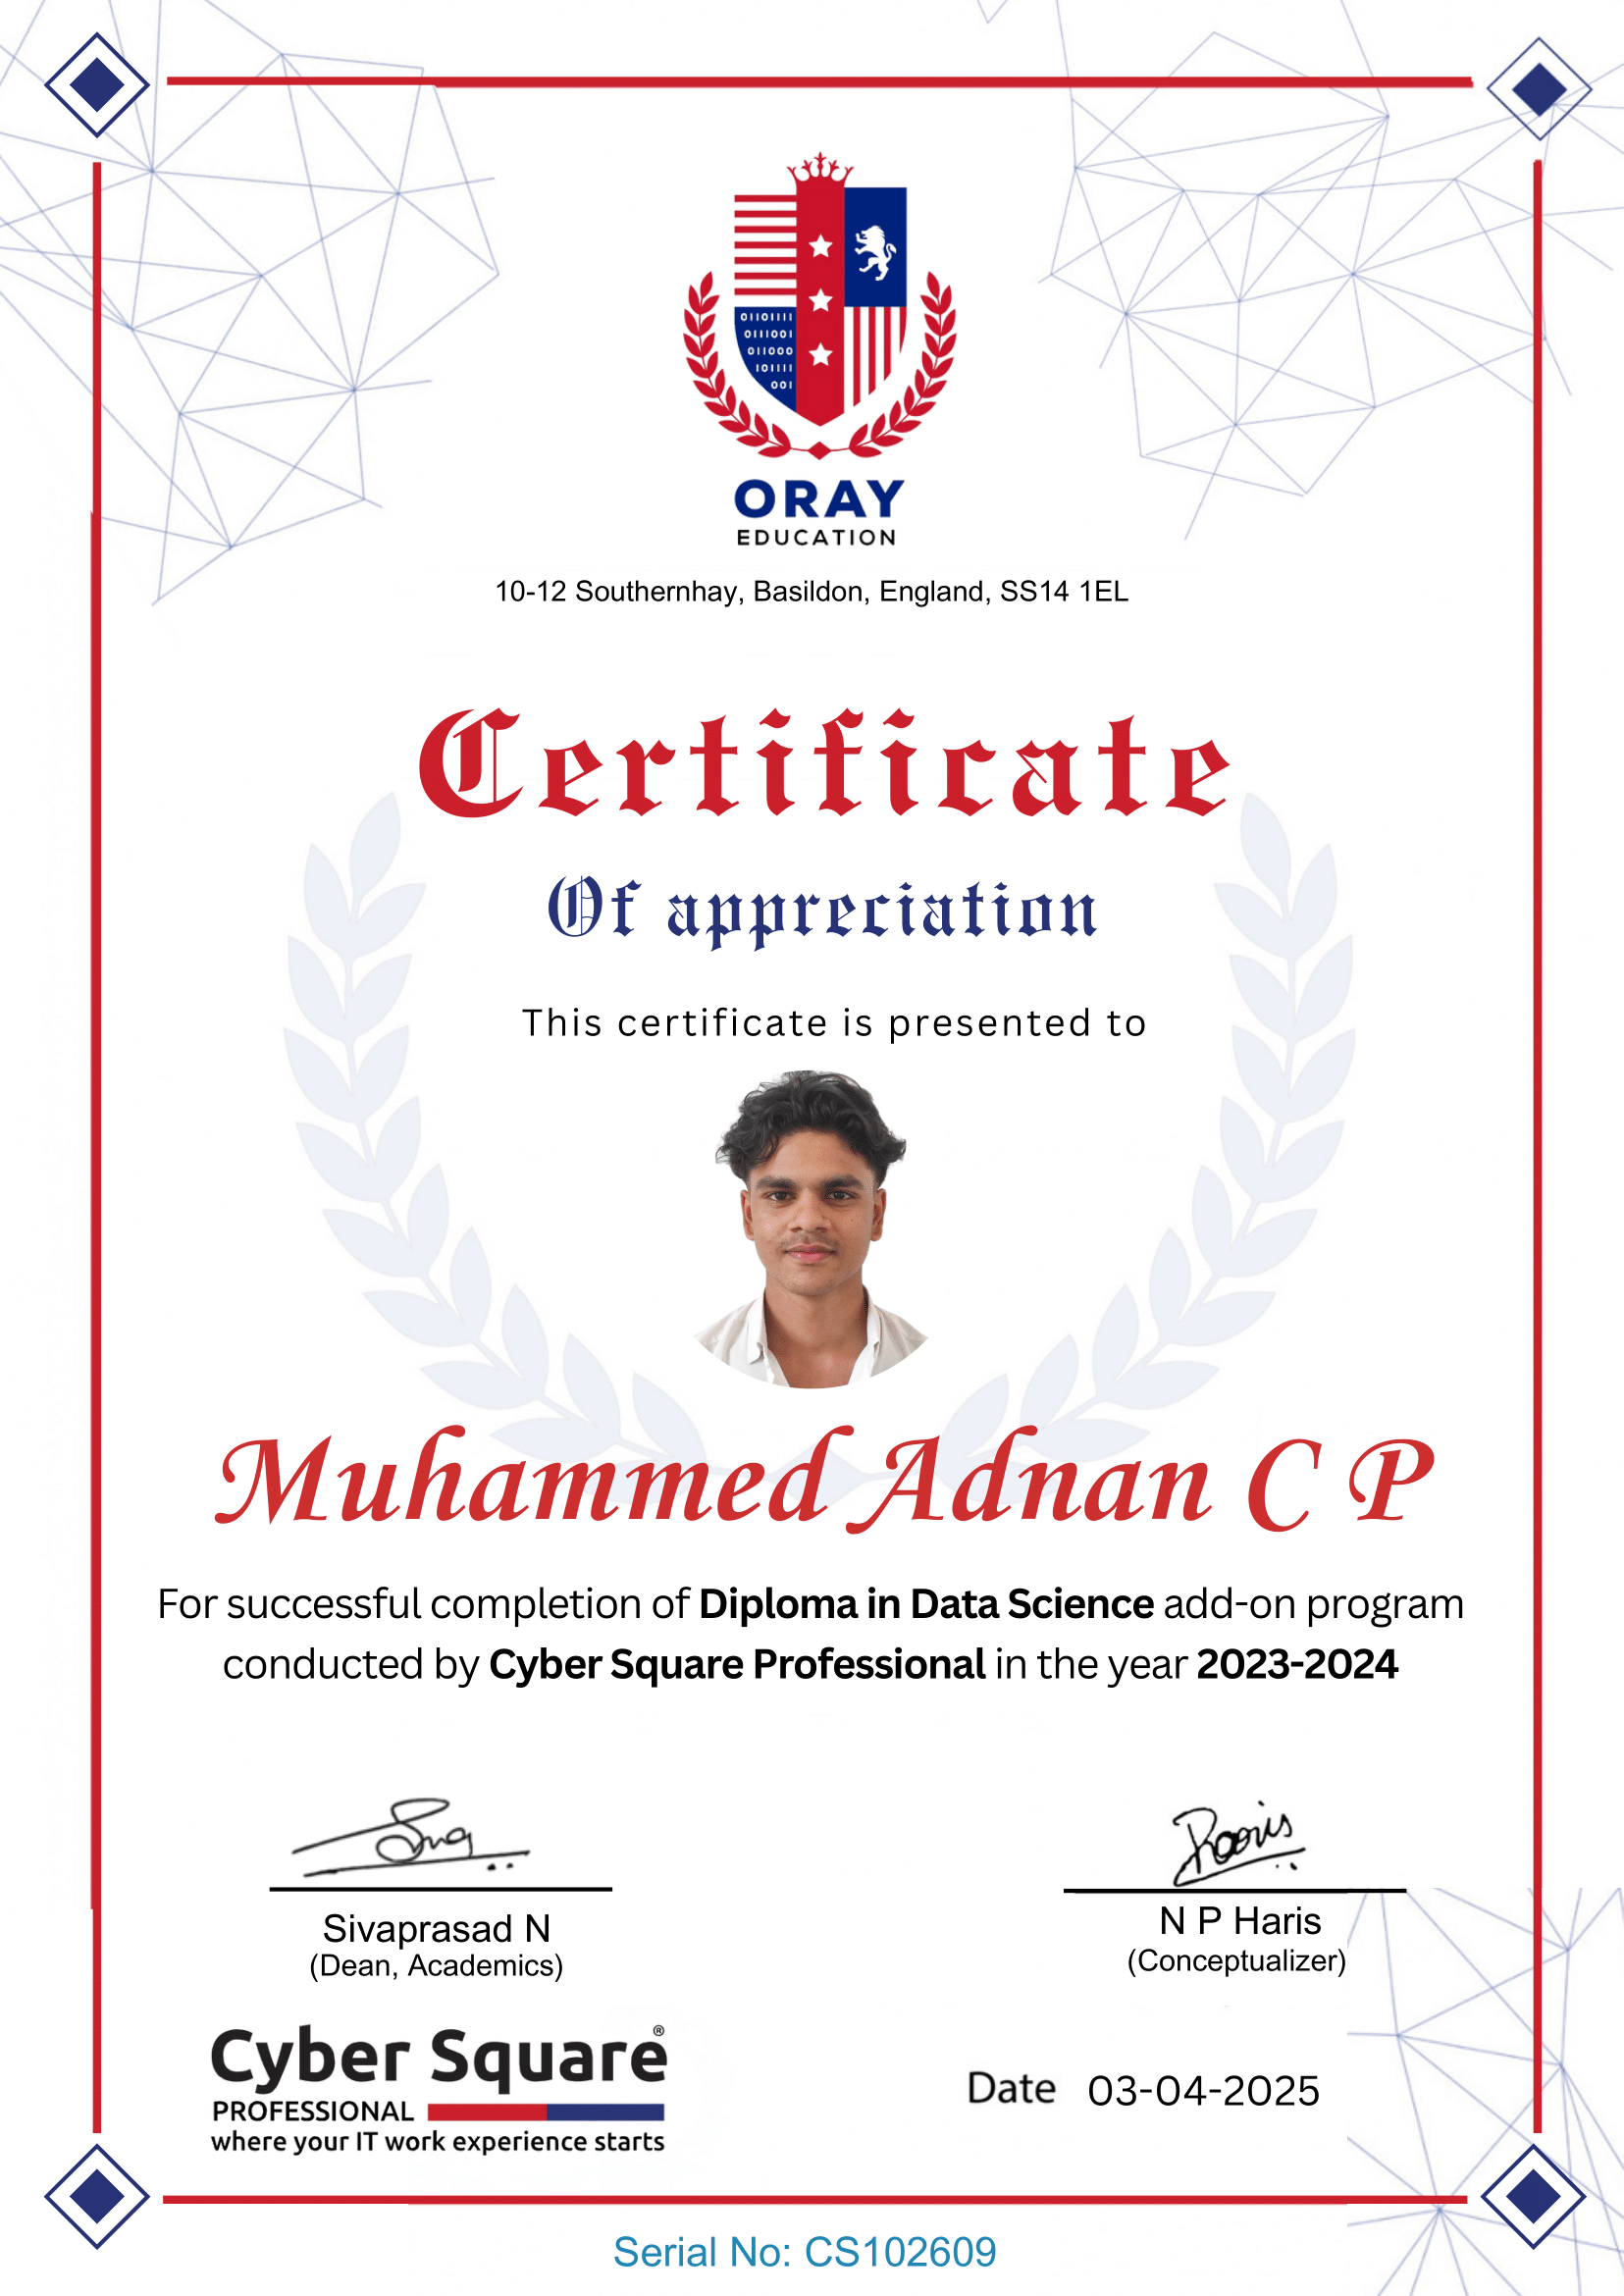 01101111
0111001
011000
101111
001
ORAY
EDUCATION
10-12 Southernhay, Basildon, England, SS14 1EL
Certificate
Of appreciation
This certificate is presented to
Muhammed Adnan C P
For successful completion of Diploma in Data Science add-on program
conducted by Cyber Square Professional in the year 2023-2024
Sivaprasad N
(Dean, Academics)
N P Haris
(Conceptualizer)
Cyber Square®
PROFESSIONAL
where your IT work experience starts
Date 03-04-2025
Serial No: CS102609